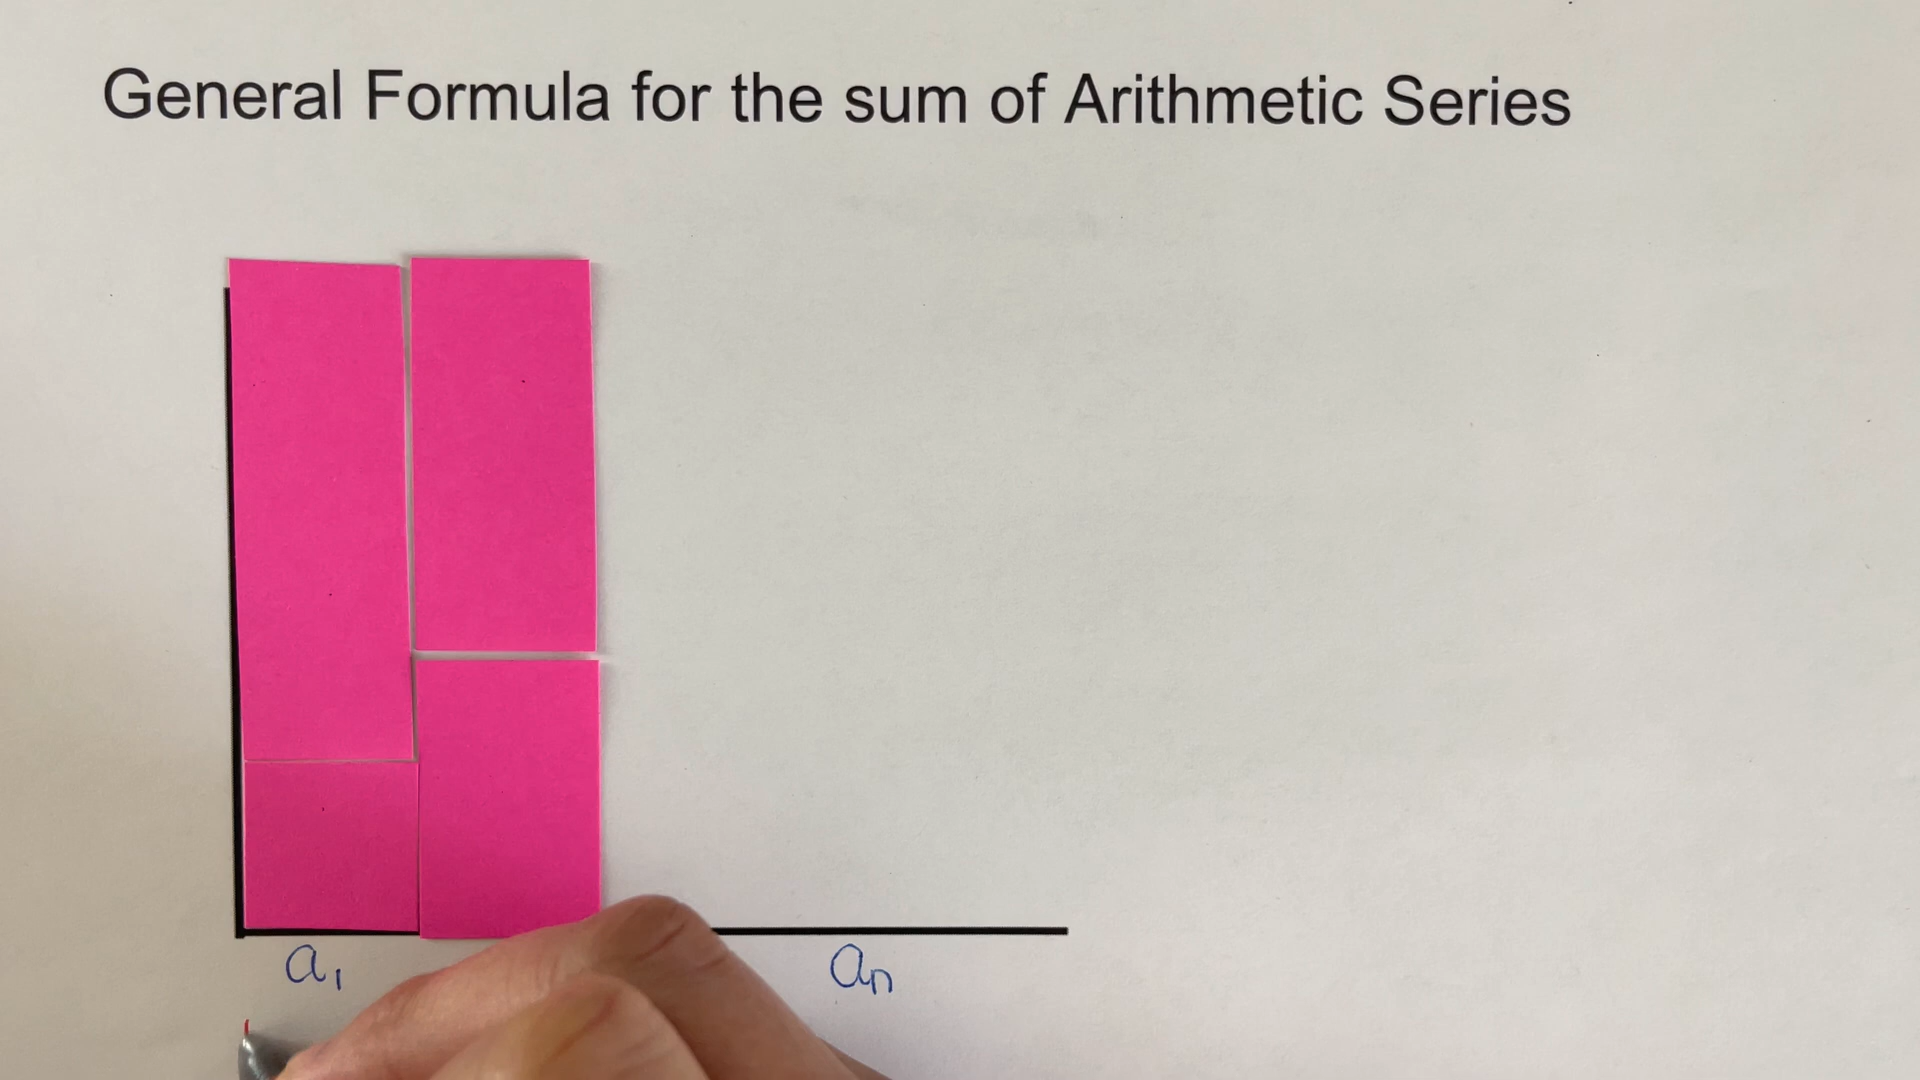 General Formula for the sum of Arithmetic Series
a₁ aₙ